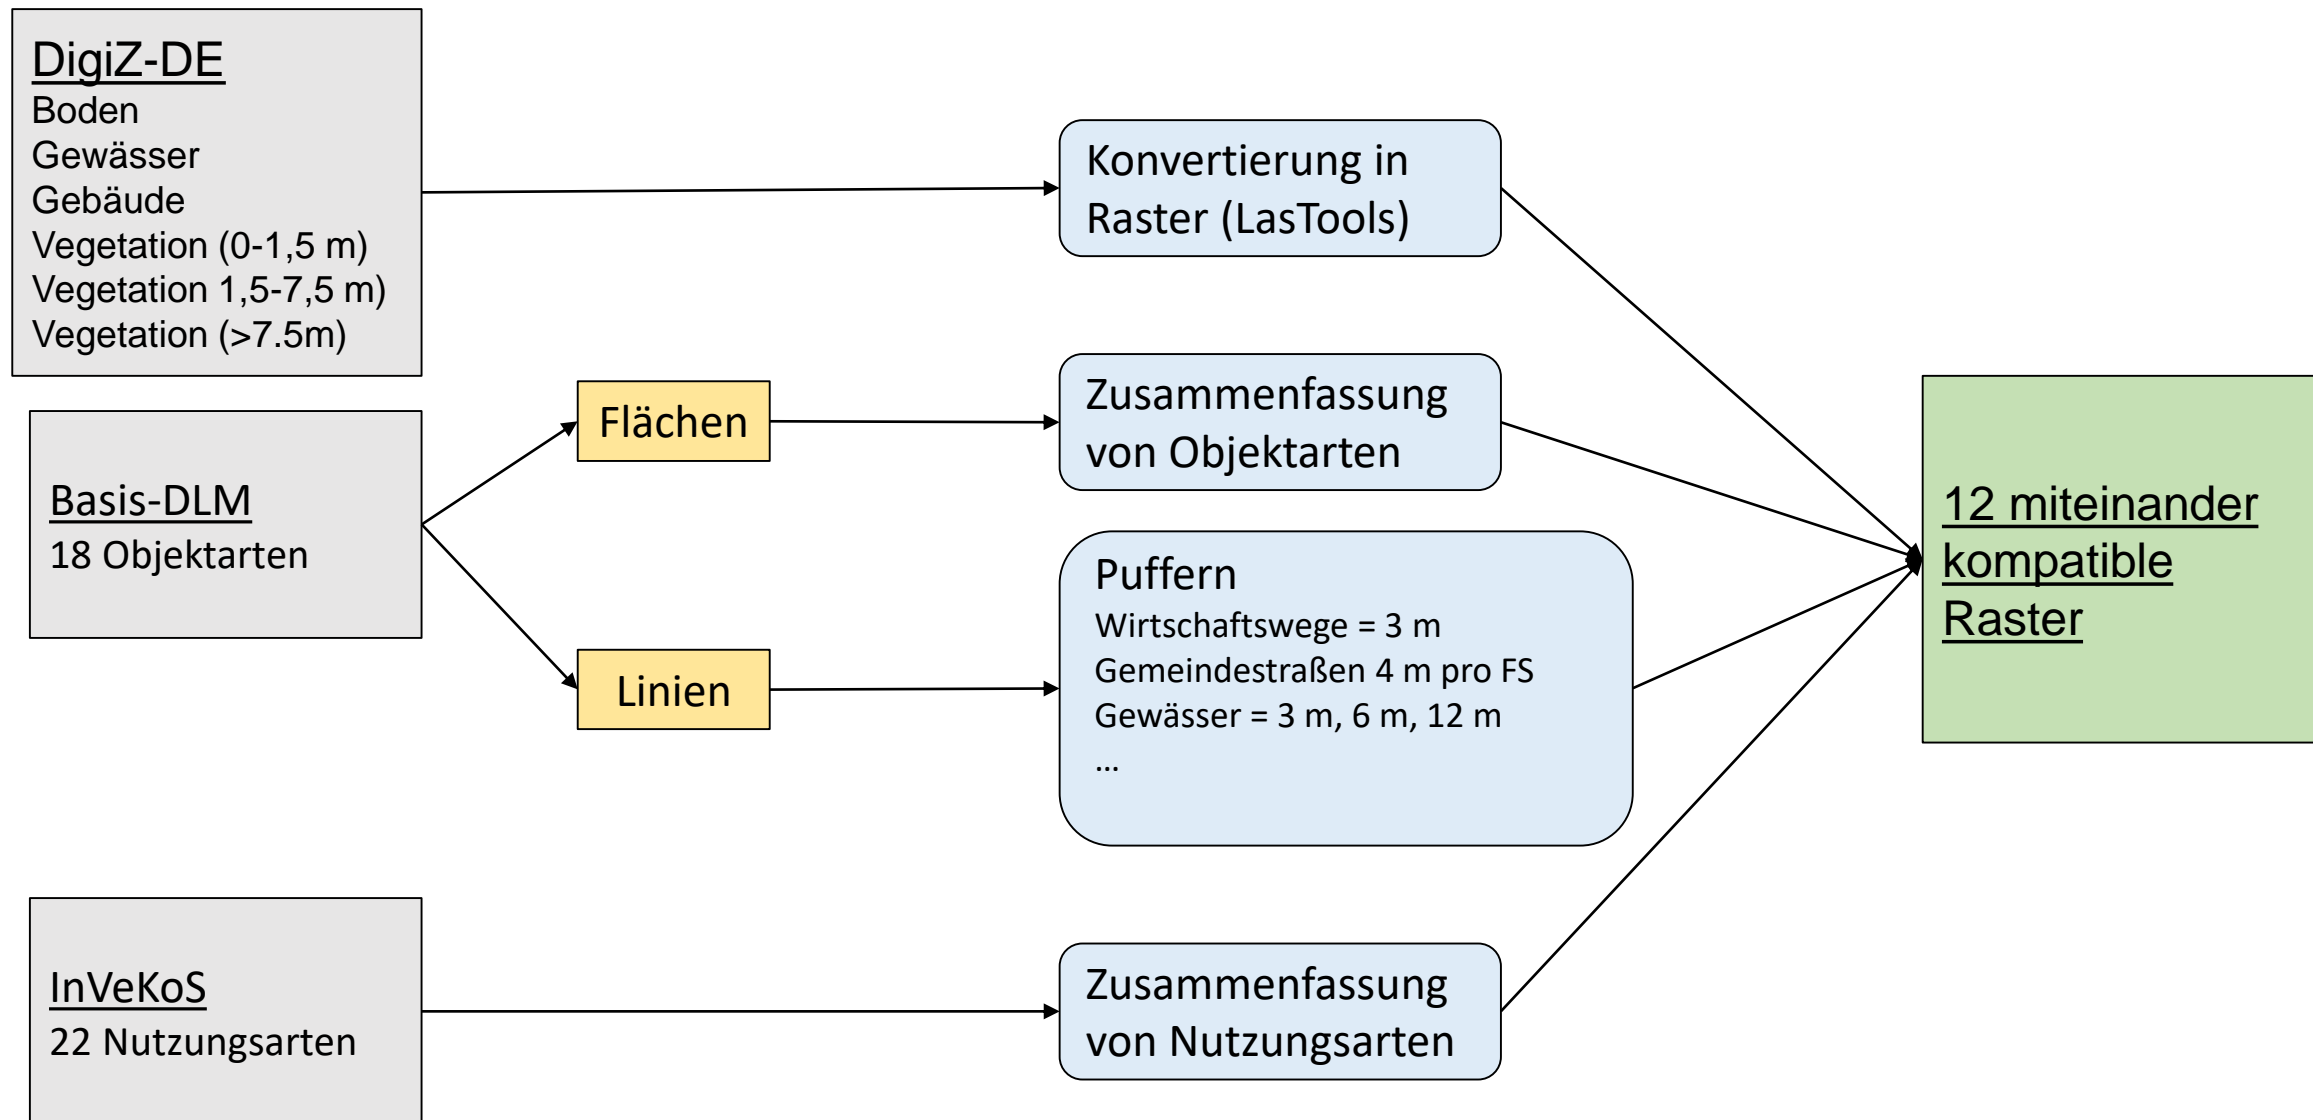 DigiZ-DE
Boden
Gewässer
Gebäude
Vegetation (0-1,5 m)
Vegetation 1,5-7,5 m)
Vegetation (>7.5m)
Konvertierung in
Raster (LasTools)
Basis-DLM
18 Objektarten
Flächen
Zusammenfassung
von Objektarten
Linien
Puffern
Wirtschaftswege = 3 m
Gemeindestraßen 4 m pro FS
Gewässer = 3 m, 6 m, 12 m
...
InVeKoS
22 Nutzungsarten
Zusammenfassung
von Nutzungsarten
12 miteinander
kompatible
Raster